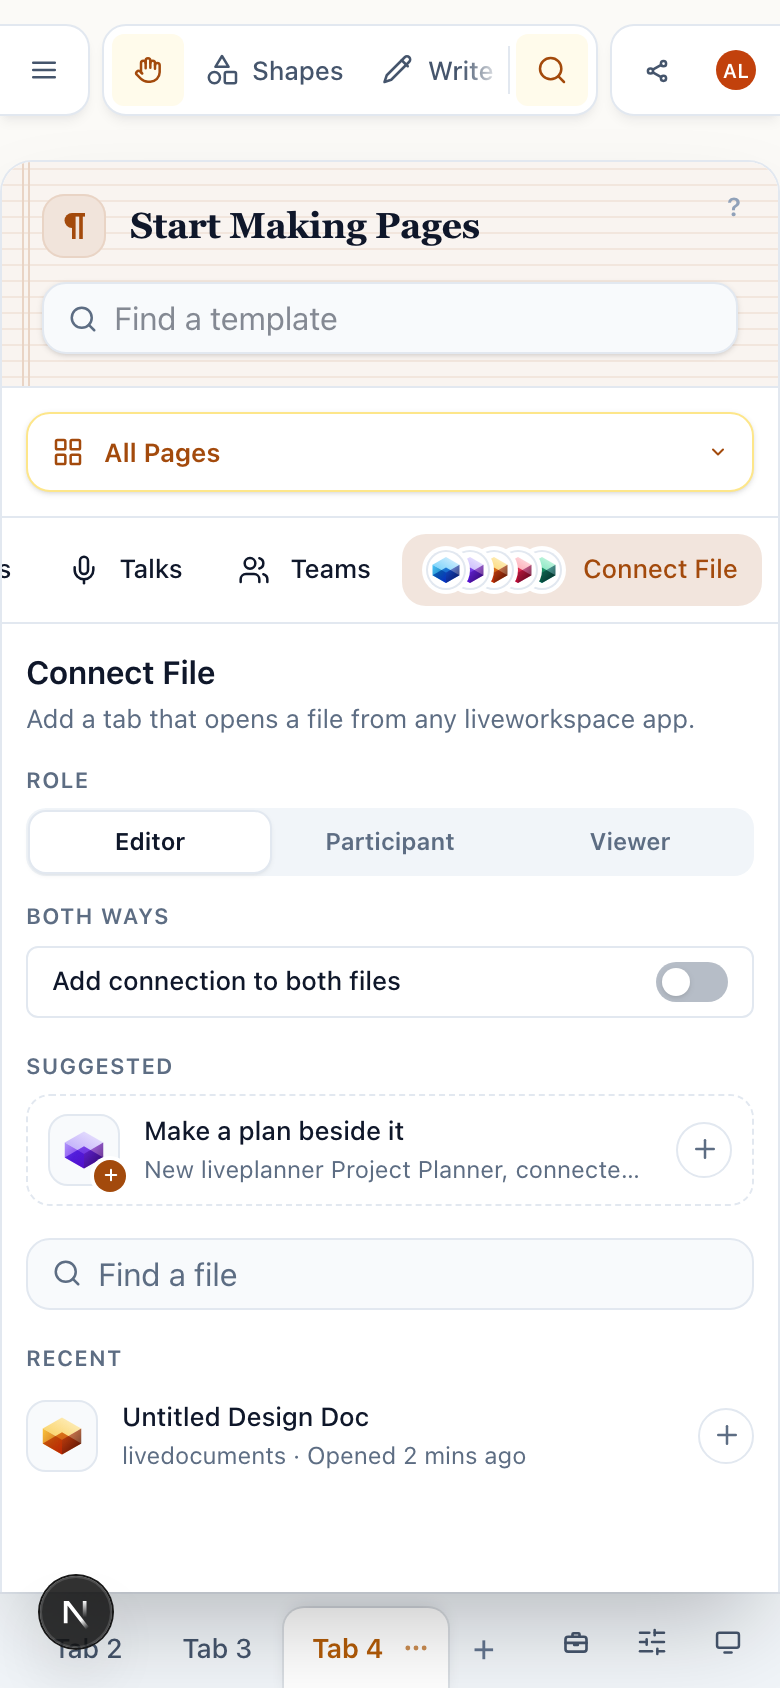 Shapes
Write
AL
¶
Start Making Pages
?
Find a template
All Pages
s
Talks
Teams
Connect File
Connect File
Add a tab that opens a file from any liveworkspace app.
ROLE
Editor
Participant
Viewer
BOTH WAYS
Add connection to both files
SUGGESTED
Make a plan beside it
New liveplanner Project Planner, connecte...
Find a file
RECENT
Untitled Design Doc
livedocuments · Opened 2 mins ago
N
Tab 2
Tab 3
Tab 4